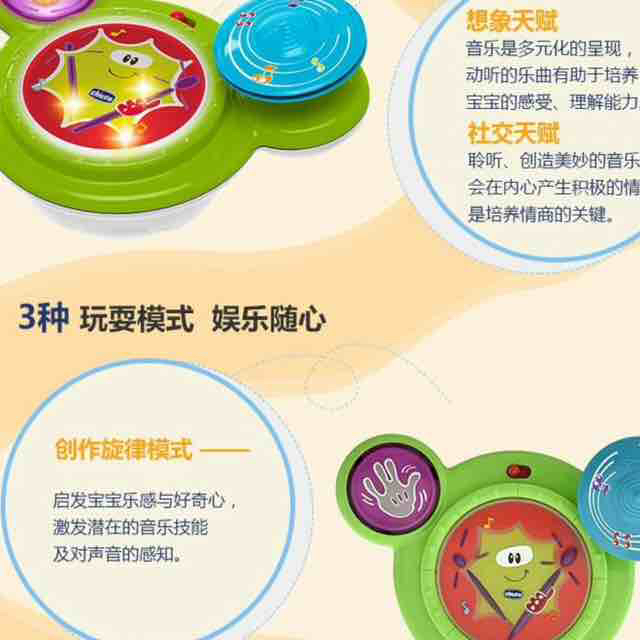 想象天赋
音乐是多元化的呈现，
动听的乐曲有助于培养
宝宝的感受、理解能力
社交天赋
聆听、创造美妙的音乐
会在内心产生积极的情
是培养情商的关键。
chicco
3种 玩耍模式 娱乐随心
创作旋律模式 ——
启发宝宝乐感与好奇心，
激发潜在的音乐技能
及对声音的感知。
chicco